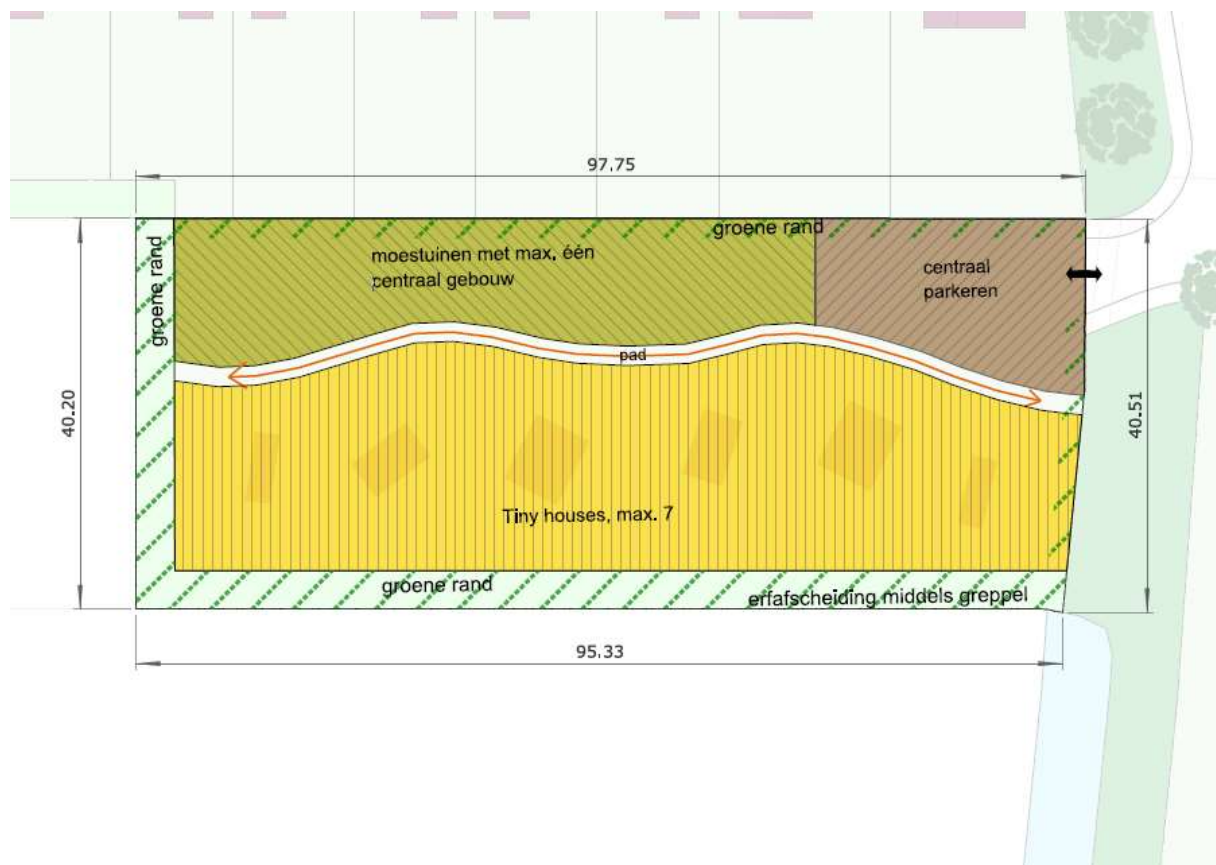 97.75
groene rand
moestuinen met max, één
centraal gebouw
centraal
parkeren
groene rand
pad
40.20
40.51
Tiny houses, max. 7
groene rand
erfafscheiding middels greppel
95.33